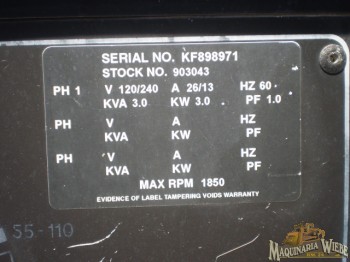 SERIAL NO. KF898971
STOCK NO. 903043
PH 1 V 120/240 A 26/13 HZ 60
KVA 3.0 KW 3.0 PF 1.0
PH V A HZ
KVA KW PF
PH V A HZ
KVA KW PF
MAX RPM 1850
EVIDENCE OF LABEL TAMPERING VOIDS WARRANTY
55-110
MAQUINARIA WIEBE